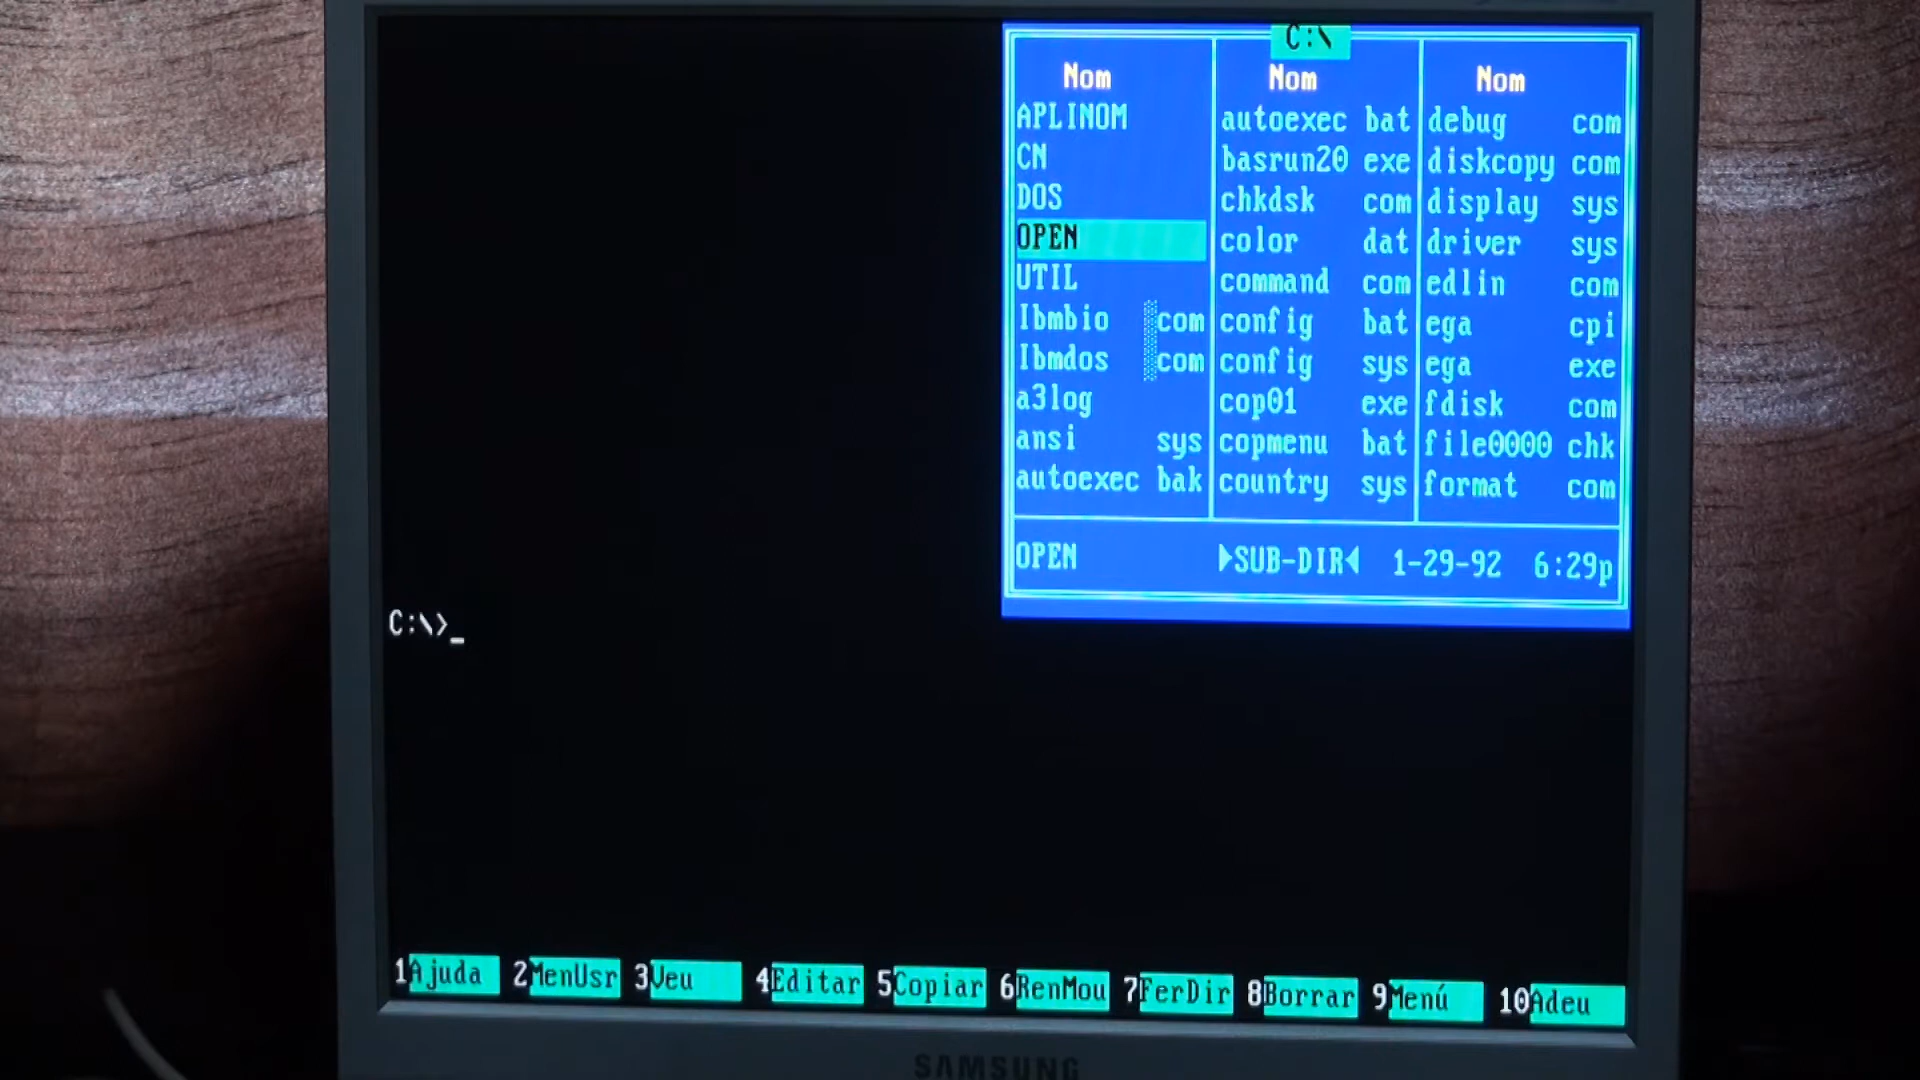 C:\
Nom Nom Nom
APLINOM autoexec bat debug com
CN basrun20 exe diskcopy com
DOS chkdsk com display sys
OPEN color dat driver sys
UTIL command com edlin com
Ibmbio░com config bat ega cpi
Ibmdos░com config sys ega exe
a3log cop01 exe fdisk com
ansi sys copmenu bat file0000 chk
autoexec bak country sys format com
OPEN ►SUB-DIR◄ 1-29-92 6:29p
C:\>_
1Ajuda 2MenUsr 3Veu 4Editar 5Copiar 6RenMou 7FerDir 8Borrar 9Menú 10Adeu
SAMSUNG